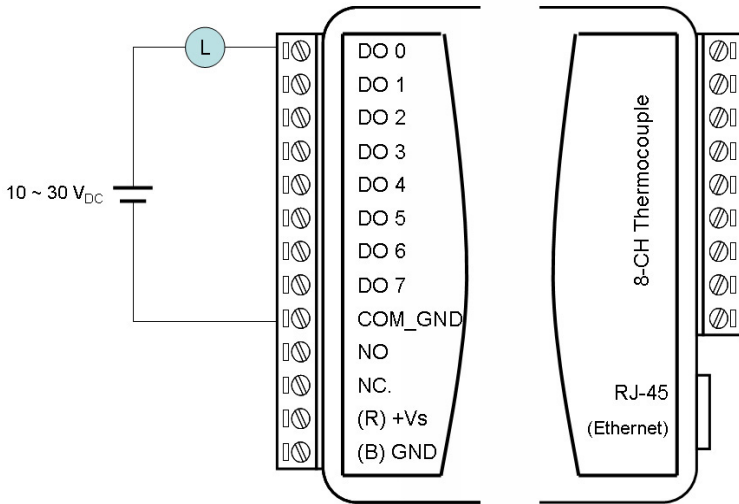 L
10 ~ 30 VDC
DO 0
DO 1
DO 2
DO 3
DO 4
DO 5
DO 6
DO 7
COM_GND
NO
NC.
(R) +Vs
(B) GND
8-CH Thermocouple
RJ-45
(Ethernet)